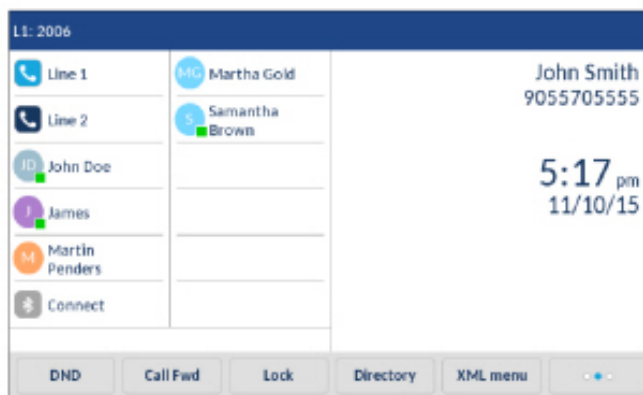 L1: 2006
Line 1
Line 2
JD John Doe
J James
M Martin
Penders
Connect
MG Martha Gold
S Samantha
Brown
John Smith
9055705555
5:17 pm
11/10/15
DND
Call Fwd
Lock
Directory
XML menu